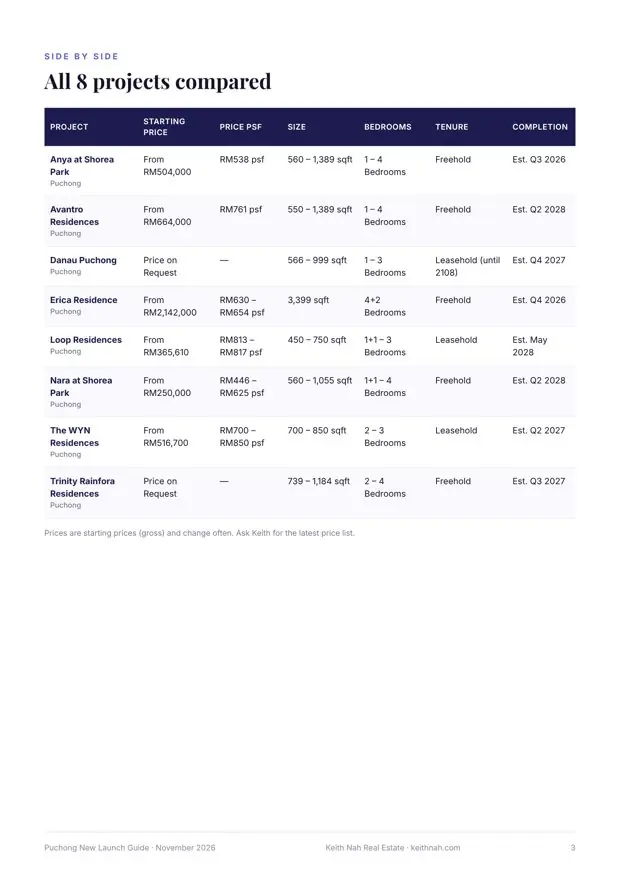 SIDE BY SIDE
All 8 projects compared
PROJECT STARTING PRICE PRICE PSF SIZE BEDROOMS TENURE COMPLETION
Anya at Shorea Park Puchong From RM504,000 RM538 psf 560 – 1,389 sqft 1 – 4 Bedrooms Freehold Est. Q3 2026
Avantro Residences Puchong From RM664,000 RM761 psf 550 – 1,389 sqft 1 – 4 Bedrooms Freehold Est. Q2 2028
Danau Puchong Puchong Price on Request — 566 – 999 sqft 1 – 3 Bedrooms Leasehold (until 2108) Est. Q4 2027
Erica Residence Puchong From RM2,142,000 RM630 – RM654 psf 3,399 sqft 4+2 Bedrooms Freehold Est. Q4 2026
Loop Residences Puchong From RM365,610 RM813 – RM817 psf 450 – 750 sqft 1+1 – 3 Bedrooms Leasehold Est. May 2028
Nara at Shorea Park Puchong From RM250,000 RM446 – RM625 psf 560 – 1,055 sqft 1+1 – 4 Bedrooms Freehold Est. Q2 2028
The WYN Residences Puchong From RM516,700 RM700 – RM850 psf 700 – 850 sqft 2 – 3 Bedrooms Leasehold Est. Q2 2027
Trinity Rainfora Residences Puchong Price on Request — 739 – 1,184 sqft 2 – 4 Bedrooms Freehold Est. Q3 2027
Prices are starting prices (gross) and change often. Ask Keith for the latest price list.
Puchong New Launch Guide · November 2026 Keith Nah Real Estate · keithnah.com 3